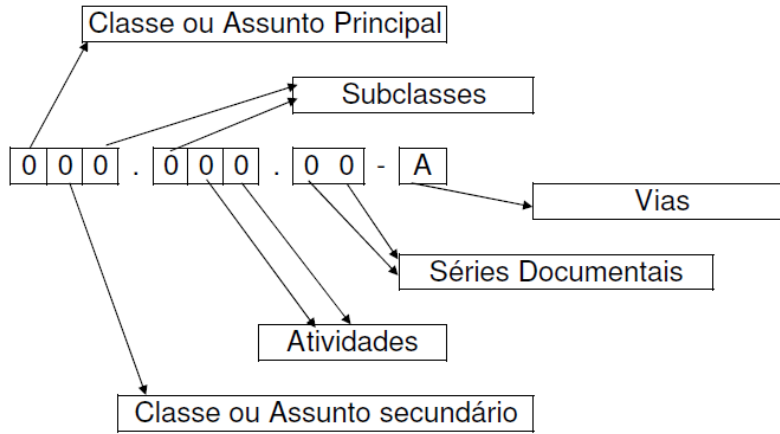 Classe ou Assunto Principal
Subclasses
0 0 0 . 0 0 0 . 0 0 - A
Vias
Séries Documentais
Atividades
Classe ou Assunto secundário